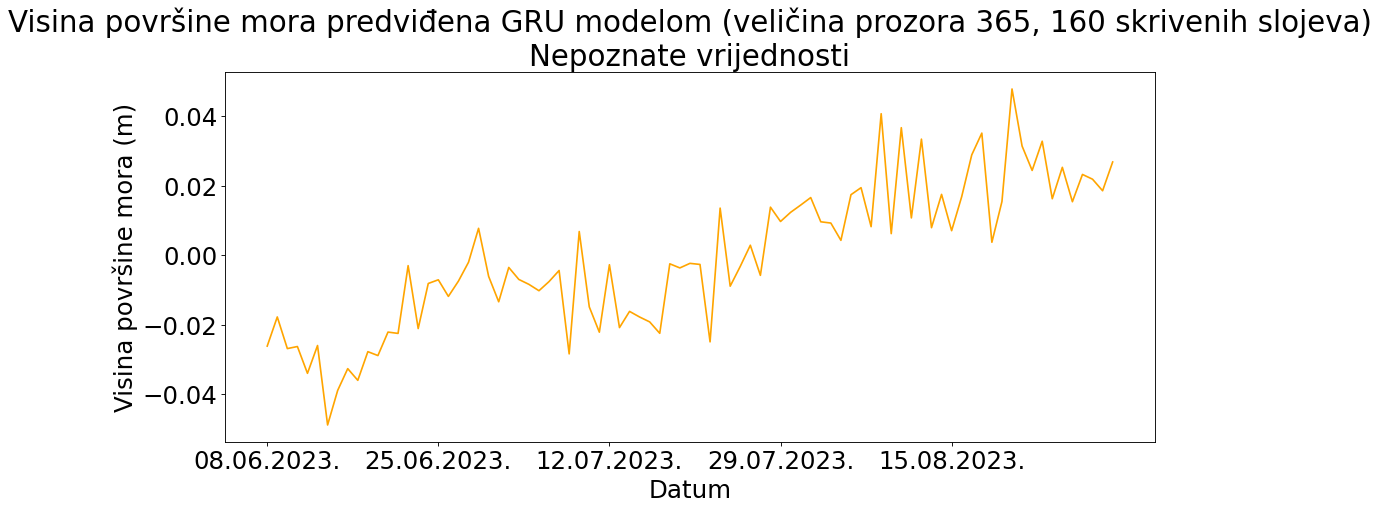 Visina površine mora predviđena GRU modelom (veličina prozora 365, 160 skrivenih slojeva)
Nepoznate vrijednosti
Visina površine mora (m)
0.04
0.02
0.00
−0.02
−0.04
08.06.2023. 25.06.2023. 12.07.2023. 29.07.2023. 15.08.2023.
Datum